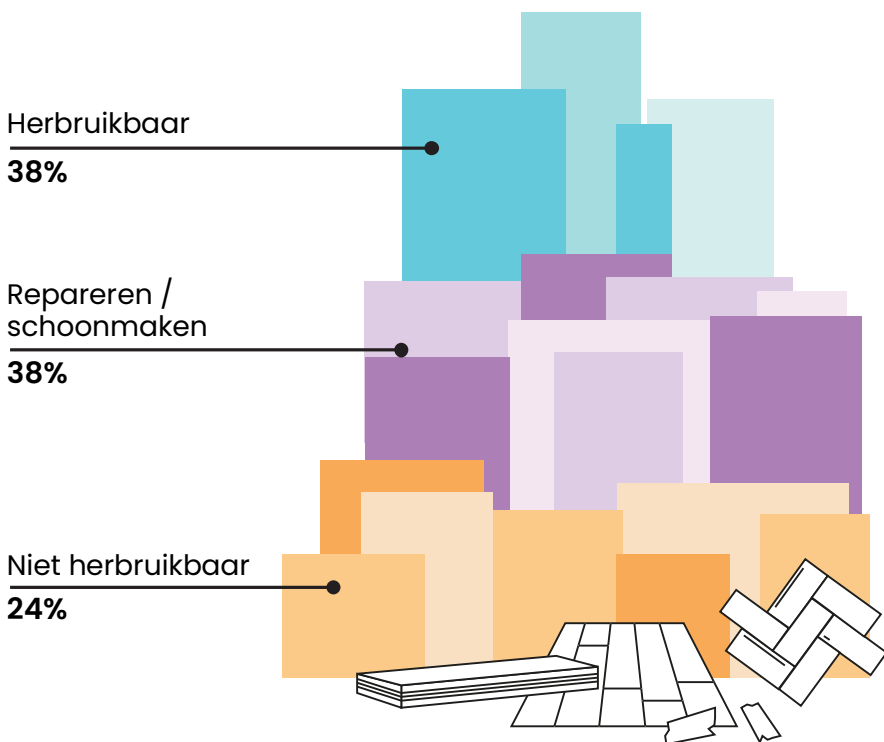 Herbruikbaar
38%
Repareren /
schoonmaken
38%
Niet herbruikbaar
24%